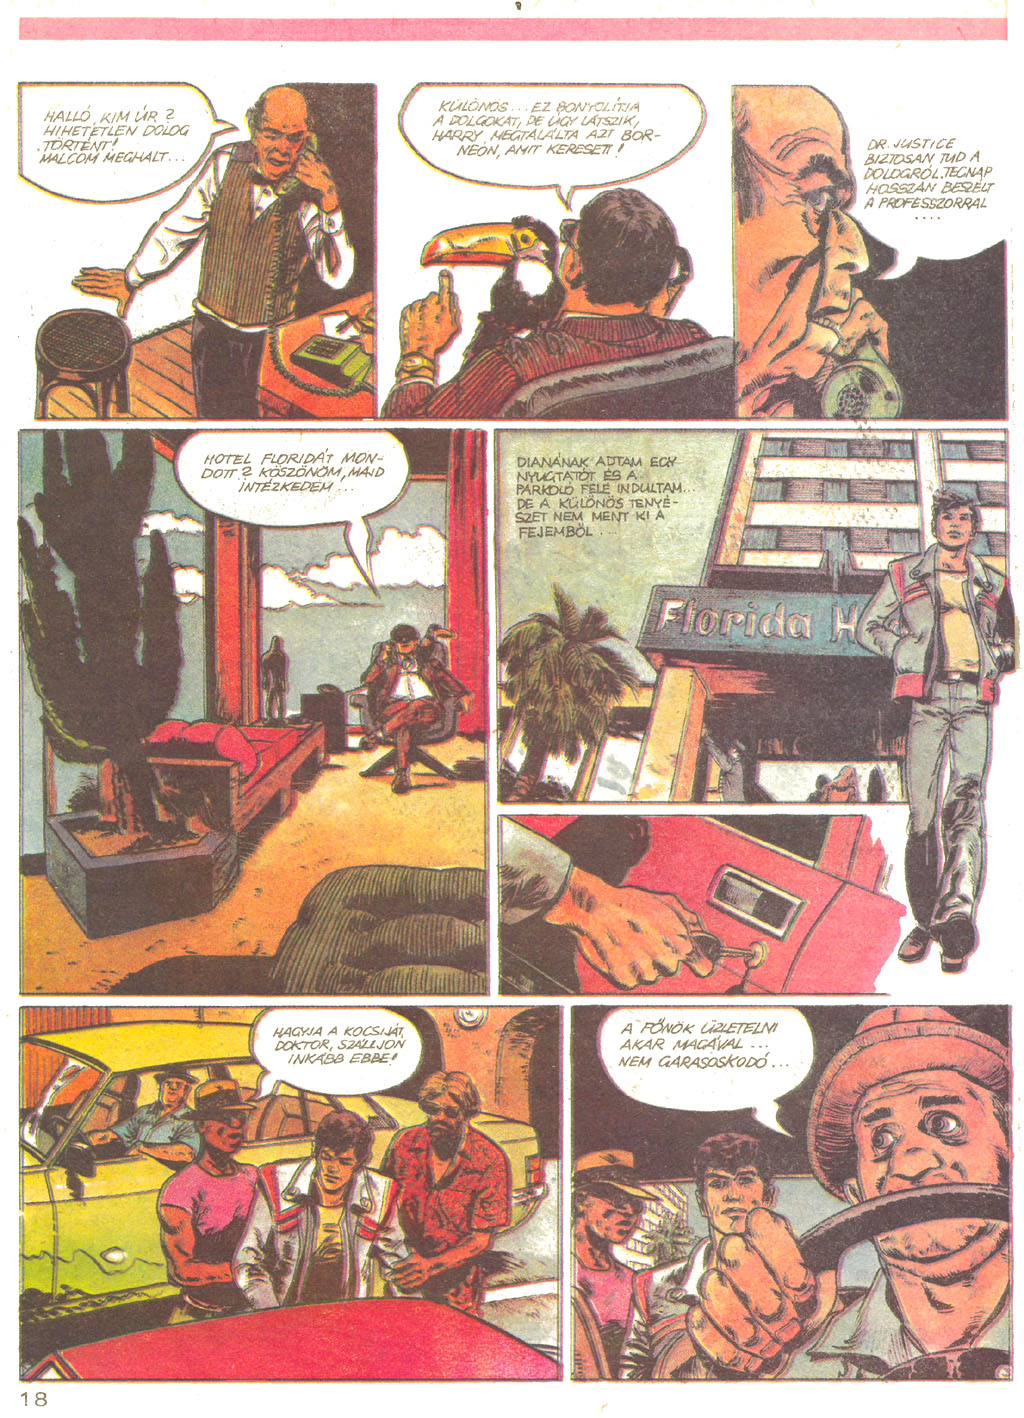 HALLÓ, KIM ÚR ?
HIHETETLEN DOLOG
TÖRTÉNT!
MALCOM MEGHALT...
KÜLÖNÖS... EZ BONYOLÍTJA
A DOLGOKAT, DE ÚGY LÁTSZIK,
HARRY MEGTALÁLTA AZT BOR-
NEÓN, AMIT KERESETT !
DR. JUSTICE
BIZTOSAN TUD A
DOLOGRÓL. TEGNAP
HOSSZAN BESZÉLT
A PROFESSZORRAL
....
HOTEL FLORIDÁT MON-
DOTT ? KÖSZÖNÖM, MAJD
INTÉZKEDEM...
DIANÁNAK ADTAM EGY
NYUGTATÓT ÉS A
PARKOLÓ FELÉ INDULTAM...
DE A KÜLÖNÖS TENYÉ-
SZET NEM MENT KI A
FEJEMBŐL ...
Florida H
HAGYJA A KOCSIJÁT,
DOKTOR, SZÁLLJON
INKÁBB EBBE!
A FŐNÖK ÜZLETELNI
AKAR MAGÁVAL ...
NEM GARASOSKODÓ...
18